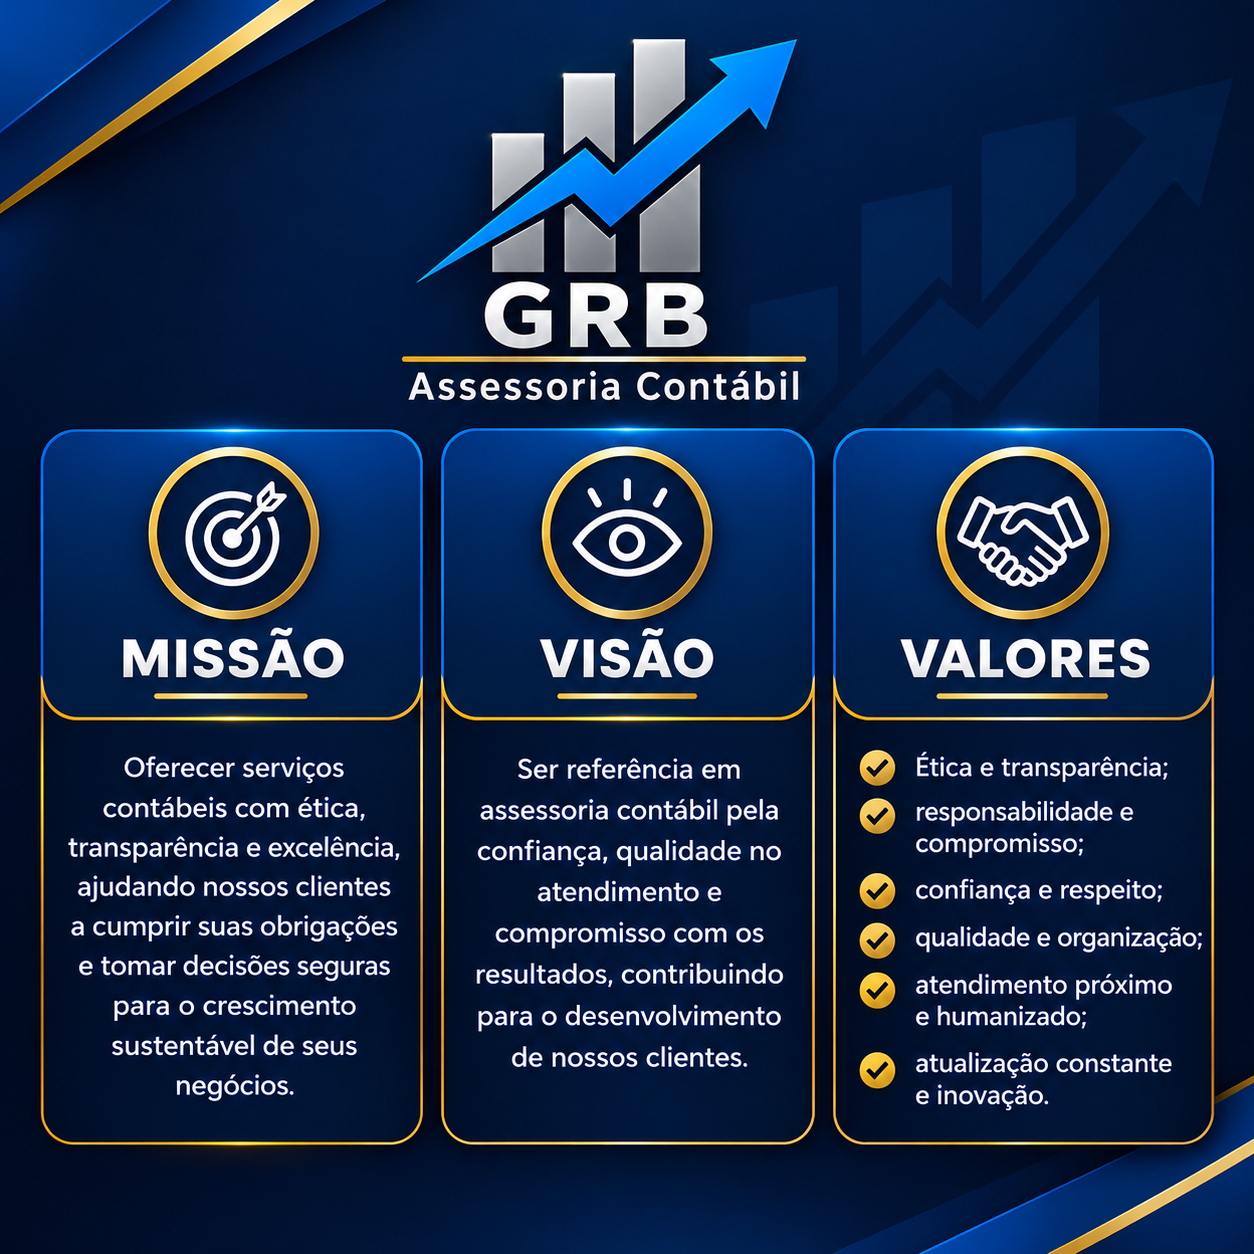 GRB
Assessoria Contábil
MISSÃO
Oferecer serviços
contábeis com ética,
transparência e excelência,
ajudando nossos clientes
a cumprir suas obrigações
e tomar decisões seguras
para o crescimento
sustentável de seus
negócios.
VISÃO
Ser referência em
assessoria contábil pela
confiança, qualidade no
atendimento e
compromisso com os
resultados, contribuindo
para o desenvolvimento
de nossos clientes.
VALORES
Ética e transparência;
responsabilidade e
compromisso;
confiança e respeito;
qualidade e organização;
atendimento próximo
e humanizado;
atualização constante
e inovação.